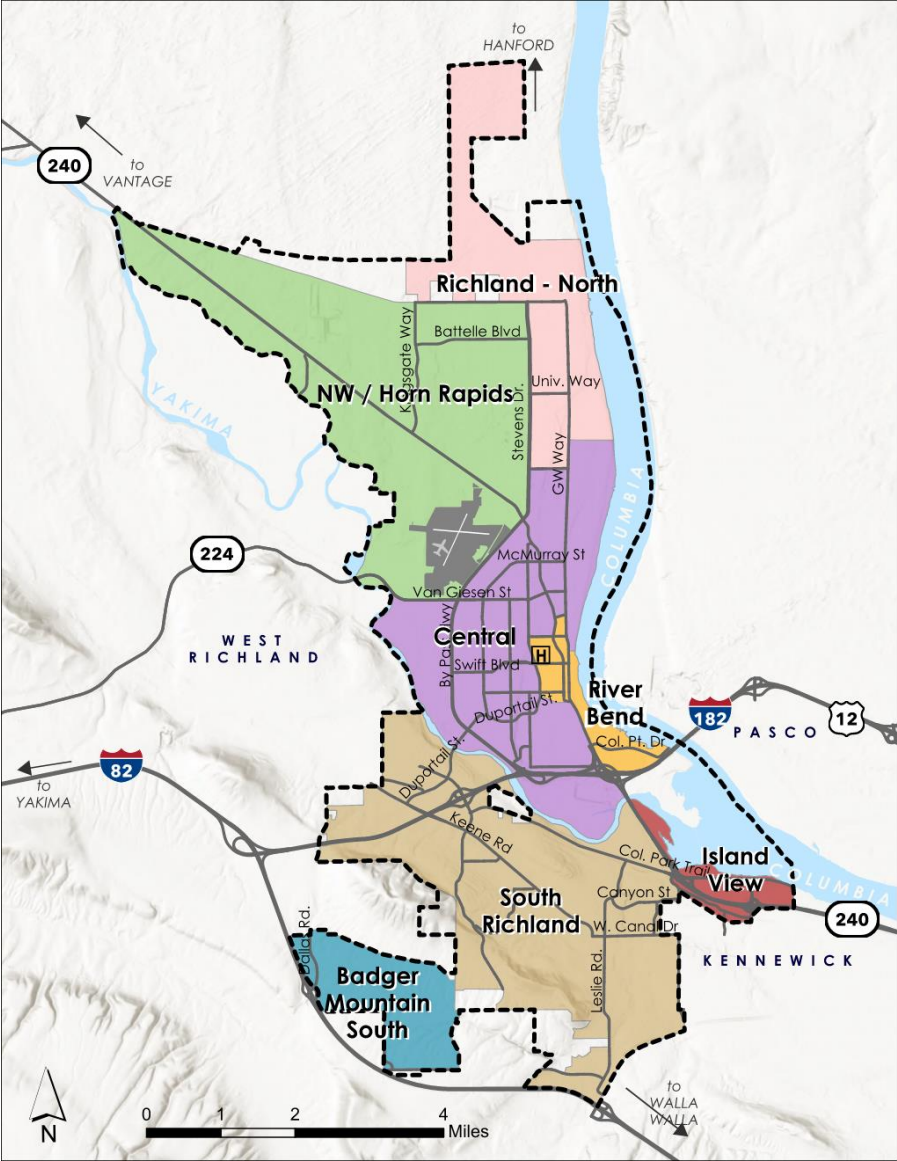 to
HANFORD
240
to
VANTAGE
Richland - North
Kingsgate Way
Battelle Blvd
Stevens Dr.
Univ. Way
NW / Horn Rapids
GW Way
YAKIMA
COLUMBIA
224
McMurray St
Van Giesen St
WEST
RICHLAND
Central
By Pass Hwy
H
Swift Blvd
Duportail St.
River
Bend
Col. Pt. Dr
182
PASCO
12
82
to
YAKIMA
Duportail St.
Keene Rd
Col. Park Trail
Island
View
COLUMBIA
Canyon St
South
Richland
W. Canal Dr
240
KENNEWICK
Dallas Rd.
Leslie Rd.
Badger
Mountain
South
to
WALLA
WALLA
N
0 1 2 4
Miles